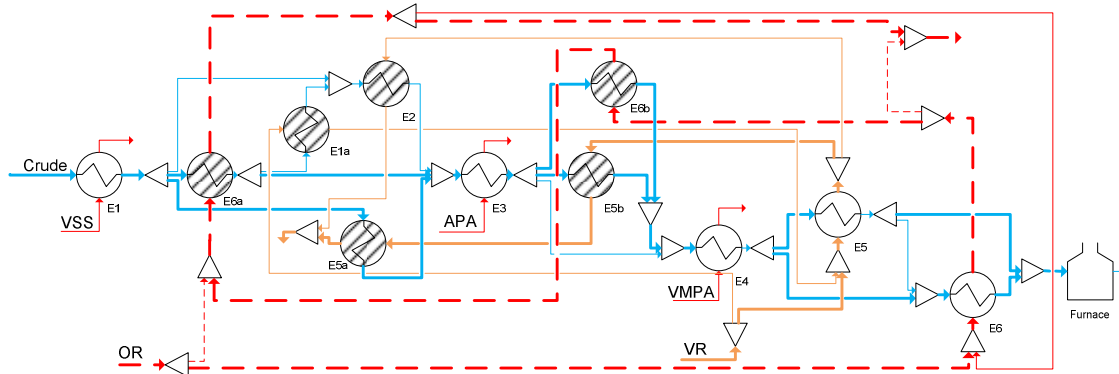 E6b
E2
E1a
Crude
E1
E6a
E3
E5b
VSS
APA
E5
E5a
E4
E6
VMPA
Furnace
OR
VR